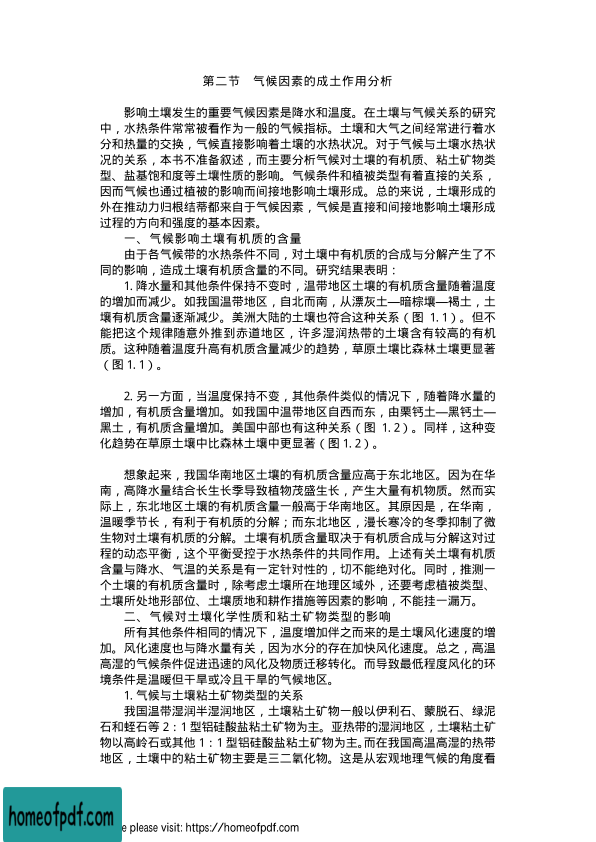 第二节　气候因素的成土作用分析
影响土壤发生的重要气候因素是降水和温度。在土壤与气候关系的研究
中，水热条件常常被看作为一般的气候指标。土壤和大气之间经常进行着水
分和热量的交换，气候直接影响着土壤的水热状况。对于气候与土壤水热状
况的关系，本书不准备叙述，而主要分析气候对土壤的有机质、粘土矿物类
型、盐基饱和度等土壤性质的影响。气候条件和植被类型有着直接的关系，
因而气候也通过植被的影响而间接地影响土壤形成。总的来说，土壤形成的
外在推动力归根结蒂都来自于气候因素，气候是直接和间接地影响土壤形成
过程的方向和强度的基本因素。
一、气候影响土壤有机质的含量
由于各气候带的水热条件不同，对土壤中有机质的合成与分解产生了不
同的影响，造成土壤有机质含量的不同。研究结果表明：
1.降水量和其他条件保持不变时，温带地区土壤的有机质含量随着温度
的增加而减少。如我国温带地区，自北而南，从漂灰土—暗棕壤—褐土，土
壤有机质含量逐渐减少。美洲大陆的土壤也符合这种关系（图 1.1）。但不
能把这个规律随意外推到赤道地区，许多湿润热带的土壤含有较高的有机
质。这种随着温度升高有机质含量减少的趋势，草原土壤比森林土壤更显著
（图1.1）。
2.另一方面，当温度保持不变，其他条件类似的情况下，随着降水量的
增加，有机质含量增加。如我国中温带地区自西而东，由栗钙土—黑钙土—
黑土，有机质含量增加。美国中部也有这种关系（图 1.2）。同样，这种变
化趋势在草原土壤中比森林土壤中更显著（图1.2）。
想象起来，我国华南地区土壤的有机质含量应高于东北地区。因为在华
南，高降水量结合长生长季导致植物茂盛生长，产生大量有机物质。然而实
际上，东北地区土壤的有机质含量一般高于华南地区。其原因是，在华南，
温暖季节长，有利于有机质的分解；而东北地区，漫长寒冷的冬季抑制了微
生物对土壤有机质的分解。土壤有机质含量取决于有机质合成与分解这对过
程的动态平衡，这个平衡受控于水热条件的共同作用。上述有关土壤有机质
含量与降水、气温的关系是有一定针对性的，切不能绝对化。同时，推测一
个土壤的有机质含量时，除考虑土壤所在地理区域外，还要考虑植被类型、
土壤所处地形部位、土壤质地和耕作措施等因素的影响，不能挂一漏万。
二、气候对土壤化学性质和粘土矿物类型的影响
所有其他条件相同的情况下，温度增加伴之而来的是土壤风化速度的增
加。风化速度也与降水量有关，因为水分的存在加快风化速度。总之，高温
高湿的气候条件促进迅速的风化及物质迁移转化。而导致最低程度风化的环
境条件是温暖但干旱或冷且干旱的气候地区。
1.气候与土壤粘土矿物类型的关系
我国温带湿润半湿润地区，土壤粘土矿物一般以伊利石、蒙脱石、绿泥
石和蛭石等2∶1型铝硅酸盐粘土矿物为主。亚热带的湿润地区，土壤粘土矿
物以高岭石或其他1∶1型铝硅酸盐粘土矿物为主。而在我国高温高湿的热带
地区，土壤中的粘土矿物主要是三二氧化物。这是从宏观地理气候的角度看
homeofpdf.com
e please visit: https://homeofpdf.com